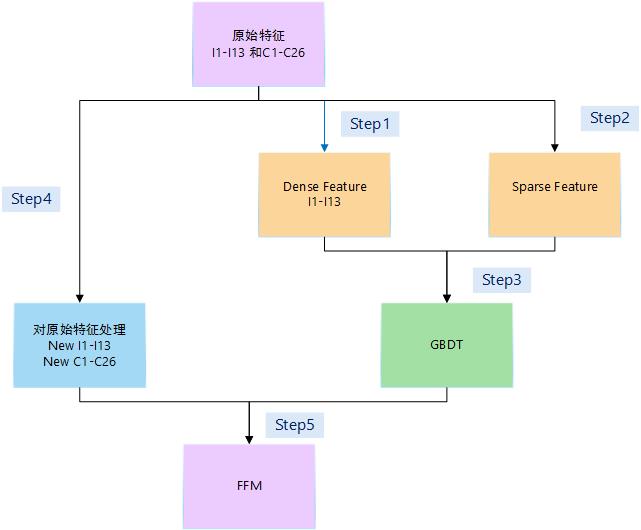 原始特征
I1-I13 和C1-C26
Step1
Step2
Dense Feature
I1-I13
Sparse Feature
Step4
Step3
对原始特征处理
New I1-I13
New C1-C26
GBDT
Step5
FFM